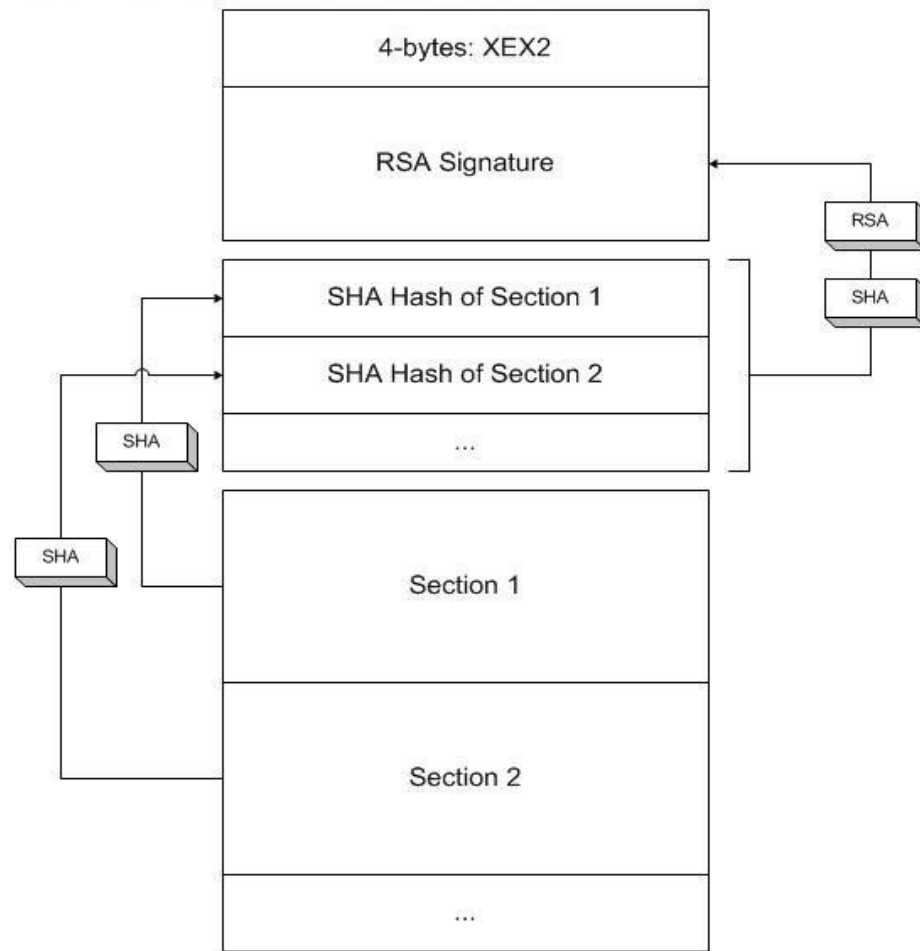 4-bytes: XEX2
RSA Signature
RSA
SHA Hash of Section 1
SHA
SHA Hash of Section 2
SHA
...
SHA
Section 1
Section 2
...